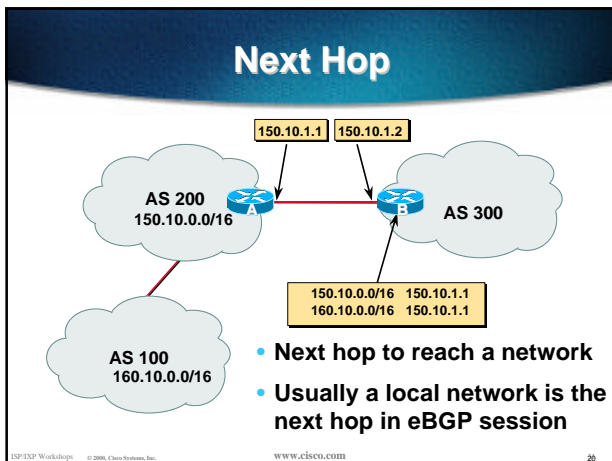 Next Hop
150.10.1.1
150.10.1.2
AS 200
150.10.0.0/16
A
B
AS 300
150.10.0.0/16 150.10.1.1
160.10.0.0/16 150.10.1.1
AS 100
160.10.0.0/16
• Next hop to reach a network
• Usually a local network is the
next hop in eBGP session
ISP/IXP Workshops
© 2000, Cisco Systems, Inc.
www.cisco.com